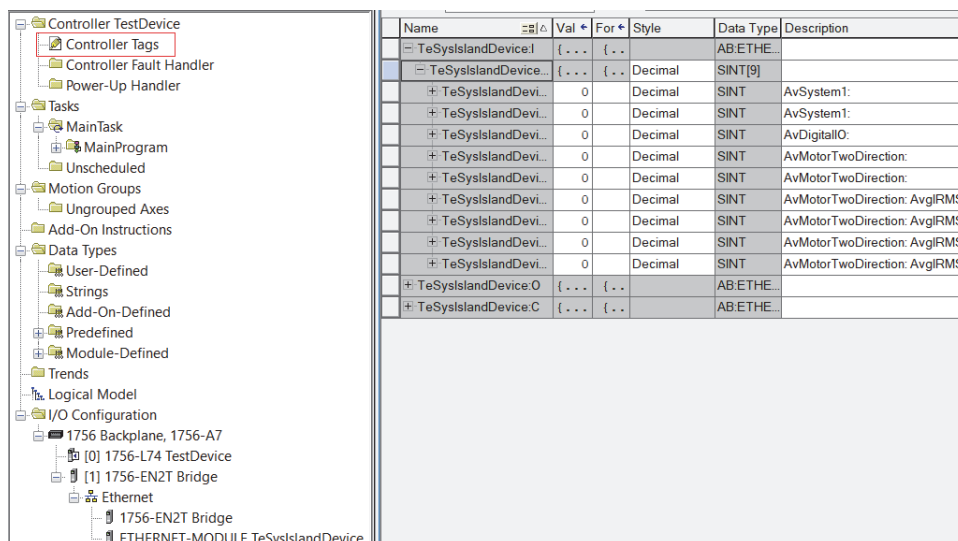 Controller TestDevice
Controller Tags
Controller Fault Handler
Power-Up Handler
Tasks
MainTask
MainProgram
Unscheduled
Motion Groups
Ungrouped Axes
Add-On Instructions
Data Types
User-Defined
Strings
Add-On-Defined
Predefined
Module-Defined
Trends
Logical Model
I/O Configuration
1756 Backplane, 1756-A7
[0] 1756-L74 TestDevice
[1] 1756-EN2T Bridge
Ethernet
1756-EN2T Bridge
ETHERNET-MODULE TeSysIslandDevice
Name Val For Style Data Type Description
TeSysIslandDevice:I {... {.. AB:ETHE...
TeSysIslandDevice... {... {.. Decimal SINT[9]
TeSysIslandDevi... 0 Decimal SINT AvSystem1:
TeSysIslandDevi... 0 Decimal SINT AvSystem1:
TeSysIslandDevi... 0 Decimal SINT AvDigitalIO:
TeSysIslandDevi... 0 Decimal SINT AvMotorTwoDirection:
TeSysIslandDevi... 0 Decimal SINT AvMotorTwoDirection:
TeSysIslandDevi... 0 Decimal SINT AvMotorTwoDirection: AvgIRMS
TeSysIslandDevi... 0 Decimal SINT AvMotorTwoDirection: AvgIRMS
TeSysIslandDevi... 0 Decimal SINT AvMotorTwoDirection: AvgIRMS
TeSysIslandDevi... 0 Decimal SINT AvMotorTwoDirection: AvgIRMS
TeSysIslandDevice:O {... {.. AB:ETHE...
TeSysIslandDevice:C {... {.. AB:ETHE...